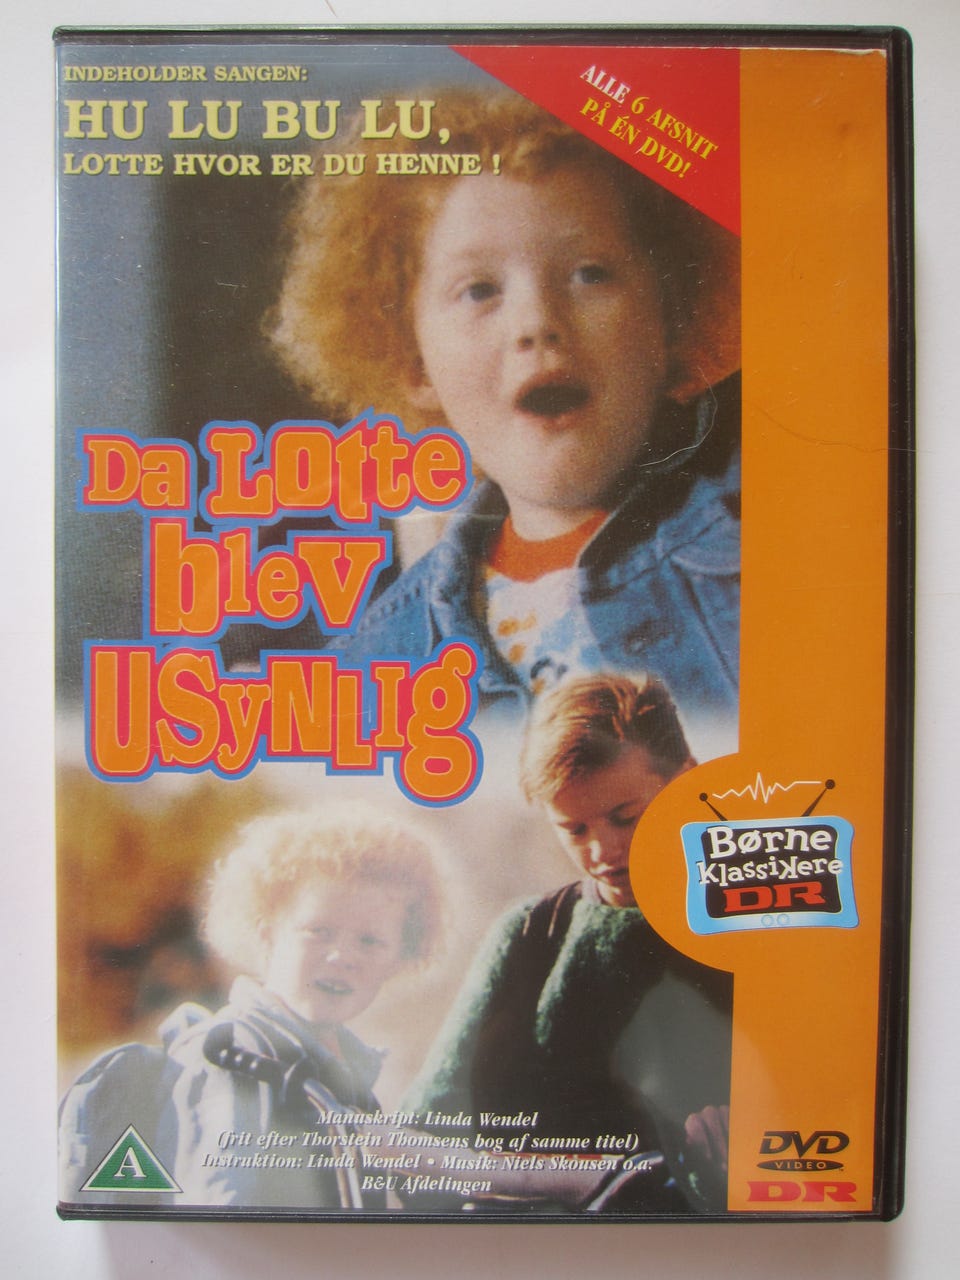 INDEHOLDER SANGEN:
HU LU BU LU,
LOTTE HVOR ER DU HENNE !
ALLE 6 AFSNIT
PÅ ÉN DVD!
Da Lotte
blev
USYNLIG
Børne
Klassikere
DR
Manuskript: Linda Wendel
(frit efter Thorstein Thomsens bog af samme titel)
Instruktion: Linda Wendel • Musik: Niels Skousen o.a.
B&U Afdelingen
A
DVD
VIDEO
DR